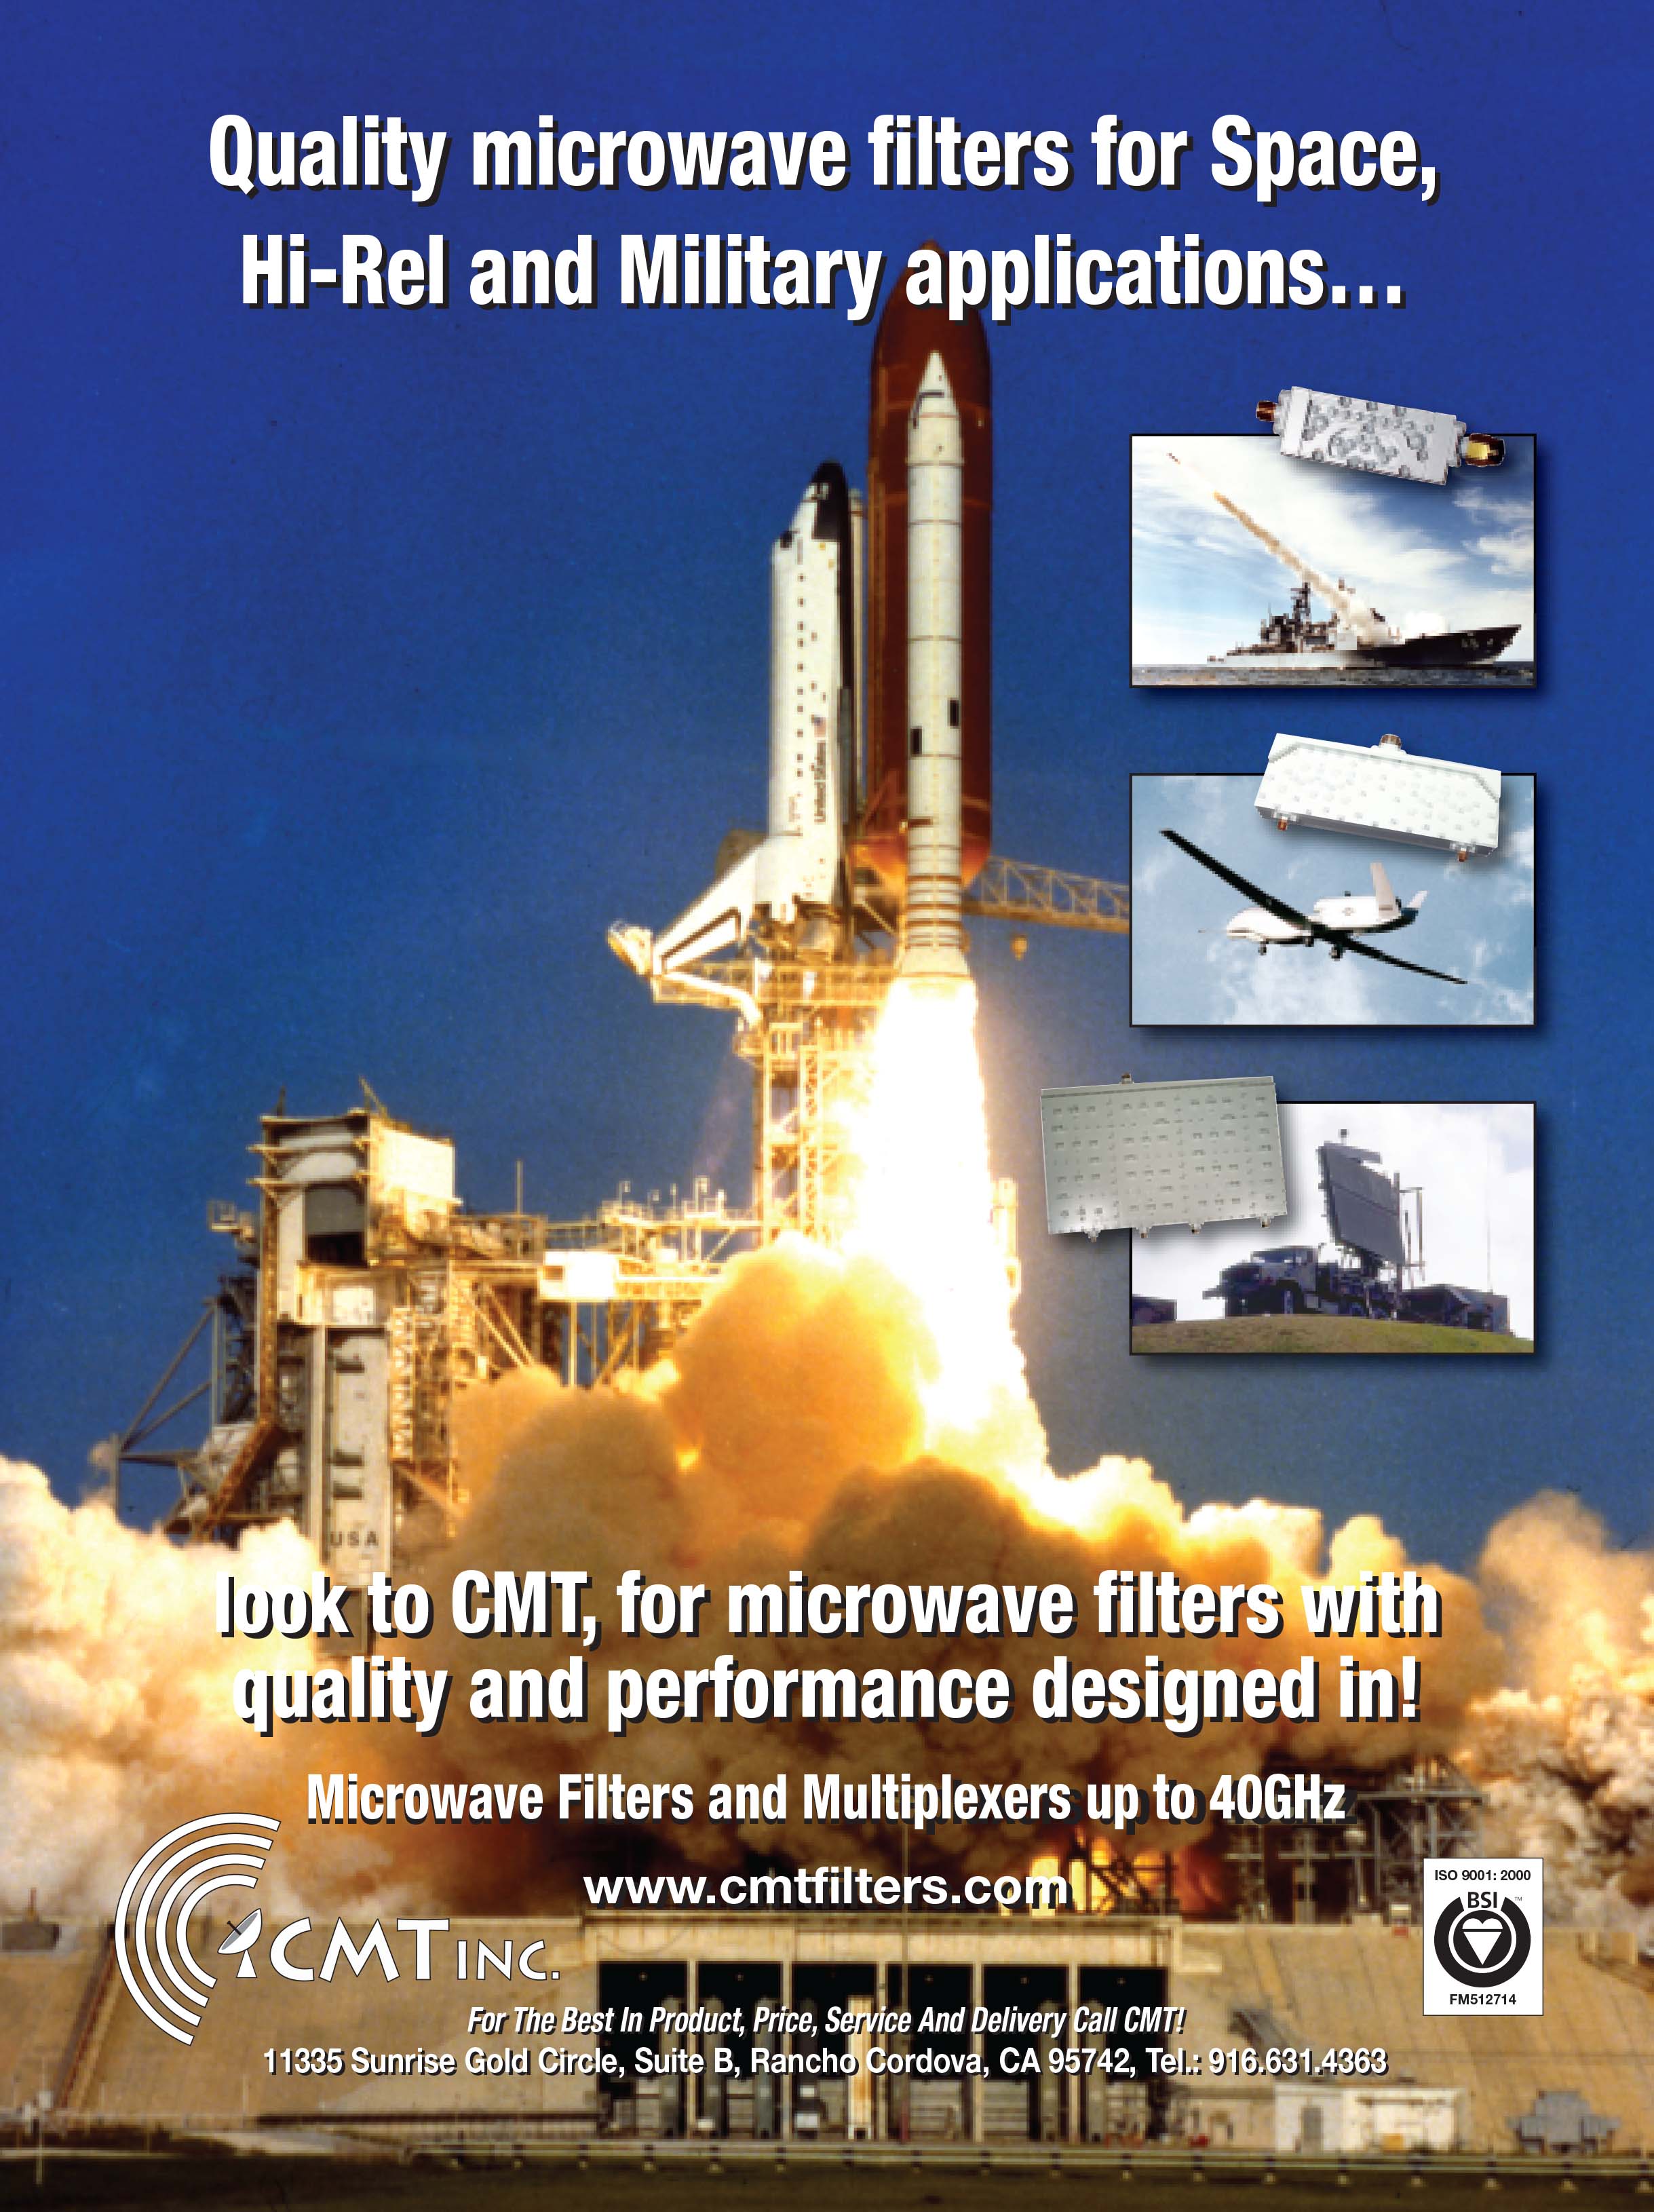 Quality microwave filters for Space,
Hi-Rel and Military applications...
United States
USA
look to CMT, for microwave filters with
quality and performance designed in!
Microwave Filters and Multiplexers up to 40GHz
www.cmtfilters.com
CMT INC.
ISO 9001: 2000
BSI™
FM512714
For The Best In Product, Price, Service And Delivery Call CMT!
11335 Sunrise Gold Circle, Suite B, Rancho Cordova, CA 95742, Tel.: 916.631.4363